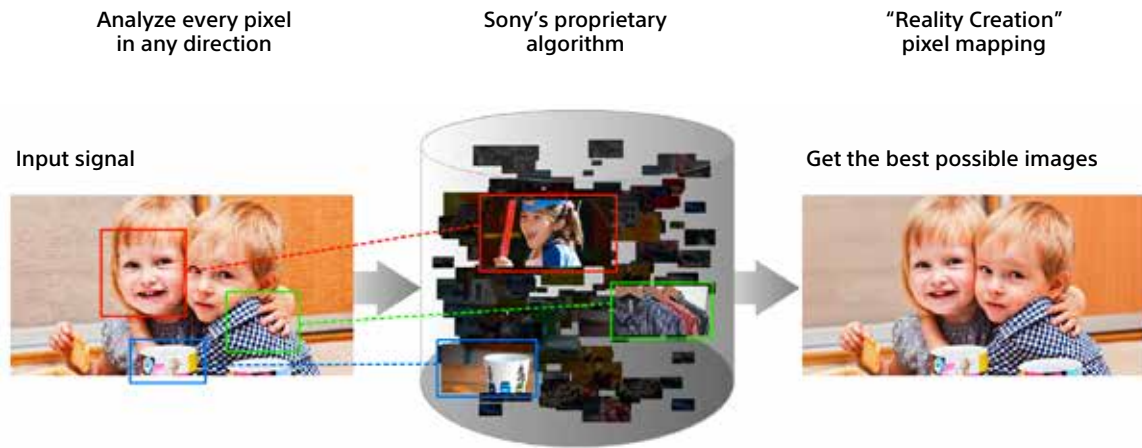 Analyze every pixel
in any direction
Sony’s proprietary
algorithm
“Reality Creation”
pixel mapping
Input signal
Get the best possible images